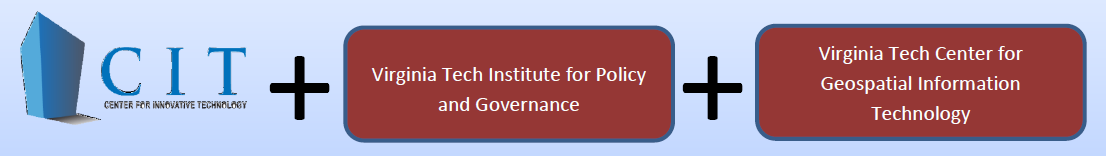 CIT
CENTER FOR INNOVATIVE TECHNOLOGY
+
Virginia Tech Institute for Policy
and Governance
+
Virginia Tech Center for
Geospatial Information
Technology